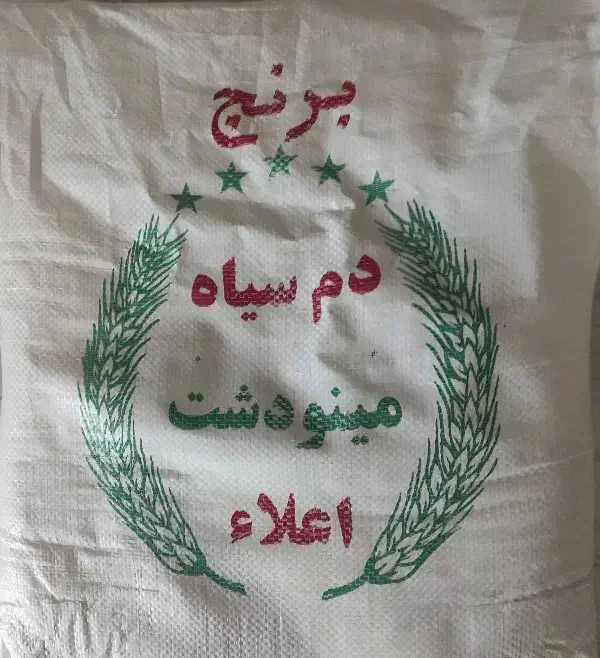 برنج
دم سیاه
مینودشت
اعلاء